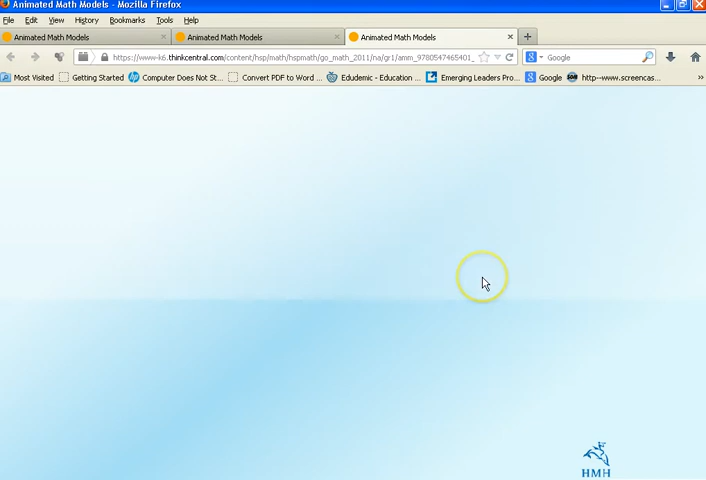 Animated Math Models - Mozilla Firefox
File Edit View History Bookmarks Tools Help
Animated Math Models Animated Math Models Animated Math Models
https://www-k6.thinkcentral.com/content/hsp/math/hspmath/go_math_2011/na/gr1/amm_9780547465401_ Google
Most Visited Getting Started Computer Does Not St... Convert PDF to Word ... Edudemic - Education ... Emerging Leaders Pro... Google http--www.screencas...
HMH